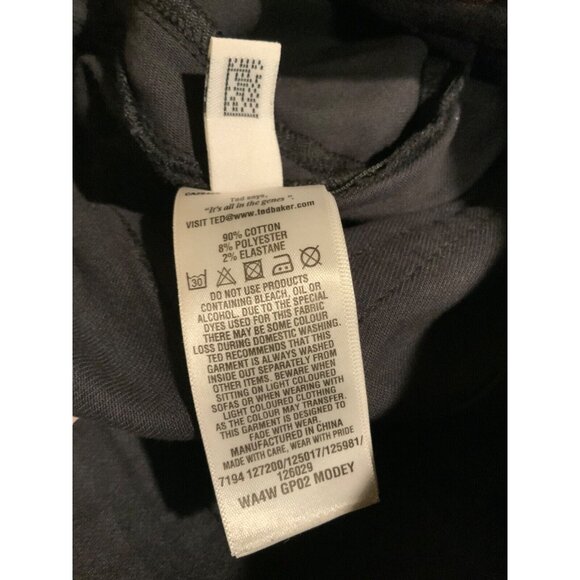 Ted says,
"It's all in the genes".
VISIT TED@www.tedbaker.com
90% COTTON
8% POLYESTER
2% ELASTANE
30
DO NOT USE PRODUCTS
CONTAINING BLEACH, OIL OR
ALCOHOL. DUE TO THE SPECIAL
DYES USED FOR THIS FABRIC
THERE MAY BE SOME COLOUR
LOSS DURING DOMESTIC WASHING.
TED RECOMMENDS THAT THIS
GARMENT IS ALWAYS WASHED
INSIDE OUT SEPARATELY FROM
OTHER ITEMS. BEWARE WHEN
SITTING ON LIGHT COLOURED
SOFAS OR WHEN WEARING WITH
LIGHT COLOURED CLOTHING
AS THE COLOUR MAY TRANSFER.
THIS GARMENT IS DESIGNED TO
FADE WITH WEAR.
MANUFACTURED IN CHINA
MADE WITH CARE, WEAR WITH PRIDE
7194 127200/125017/125981/
126029
WA4W GP02 MODEY